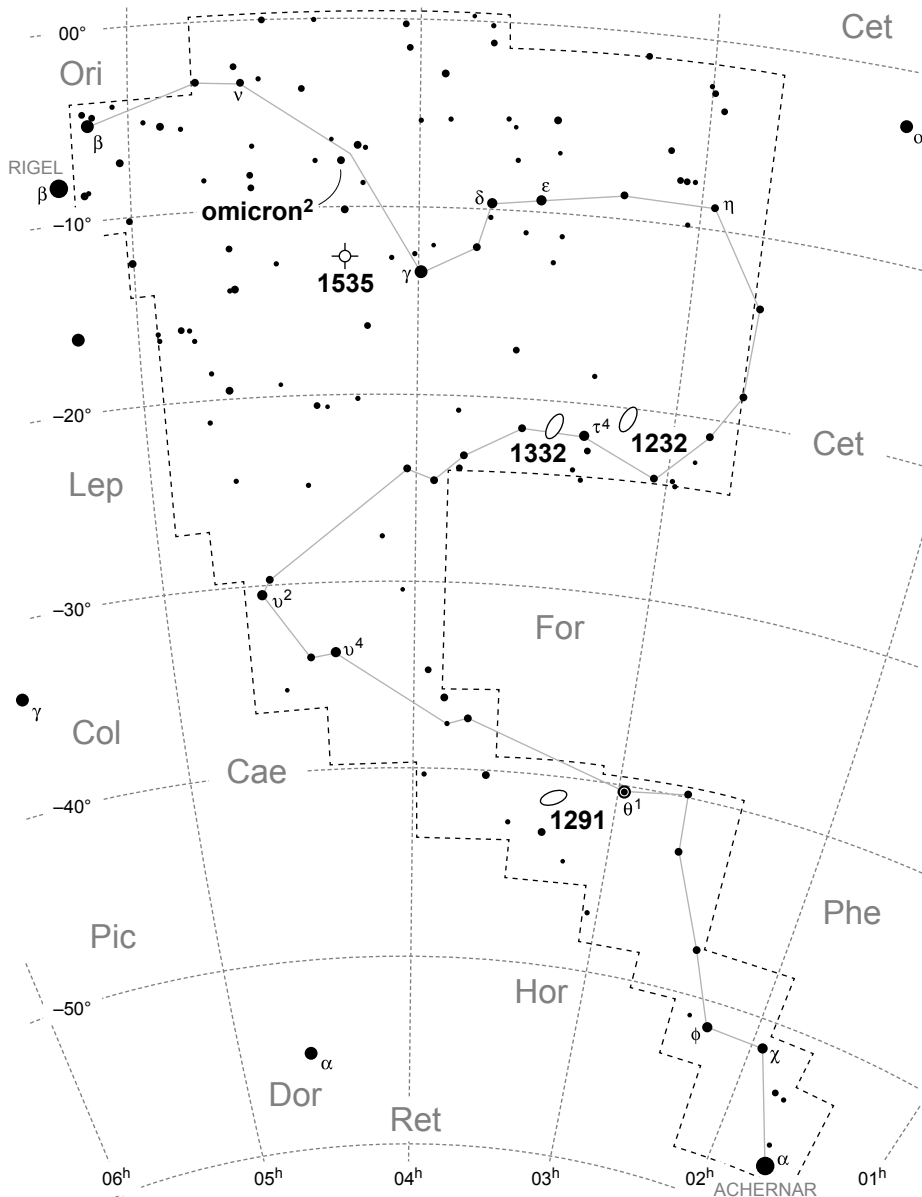 00°
Cet
Ori
ν
β
α
RIGEL
β
omicron²
δ
ε
η
–10°
γ
1535
–20°
τ⁴
1332
1232
Cet
Lep
–30°
υ²
For
υ⁴
γ
Col
Cae
–40°
θ¹
1291
Phe
Pic
Hor
–50°
ϕ
χ
α
Dor
Ret
α
06ʰ
05ʰ
04ʰ
03ʰ
02ʰ
01ʰ
ACHERNAR